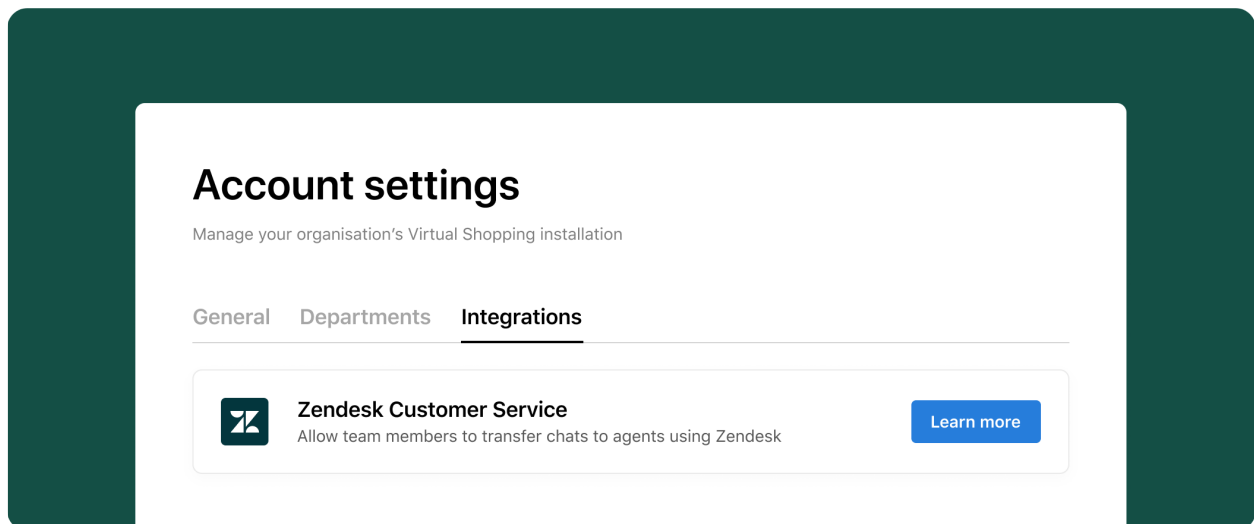 Account settings
Manage your organisation's Virtual Shopping installation
General Departments Integrations
Zendesk Customer Service
Allow team members to transfer chats to agents using Zendesk
Learn more